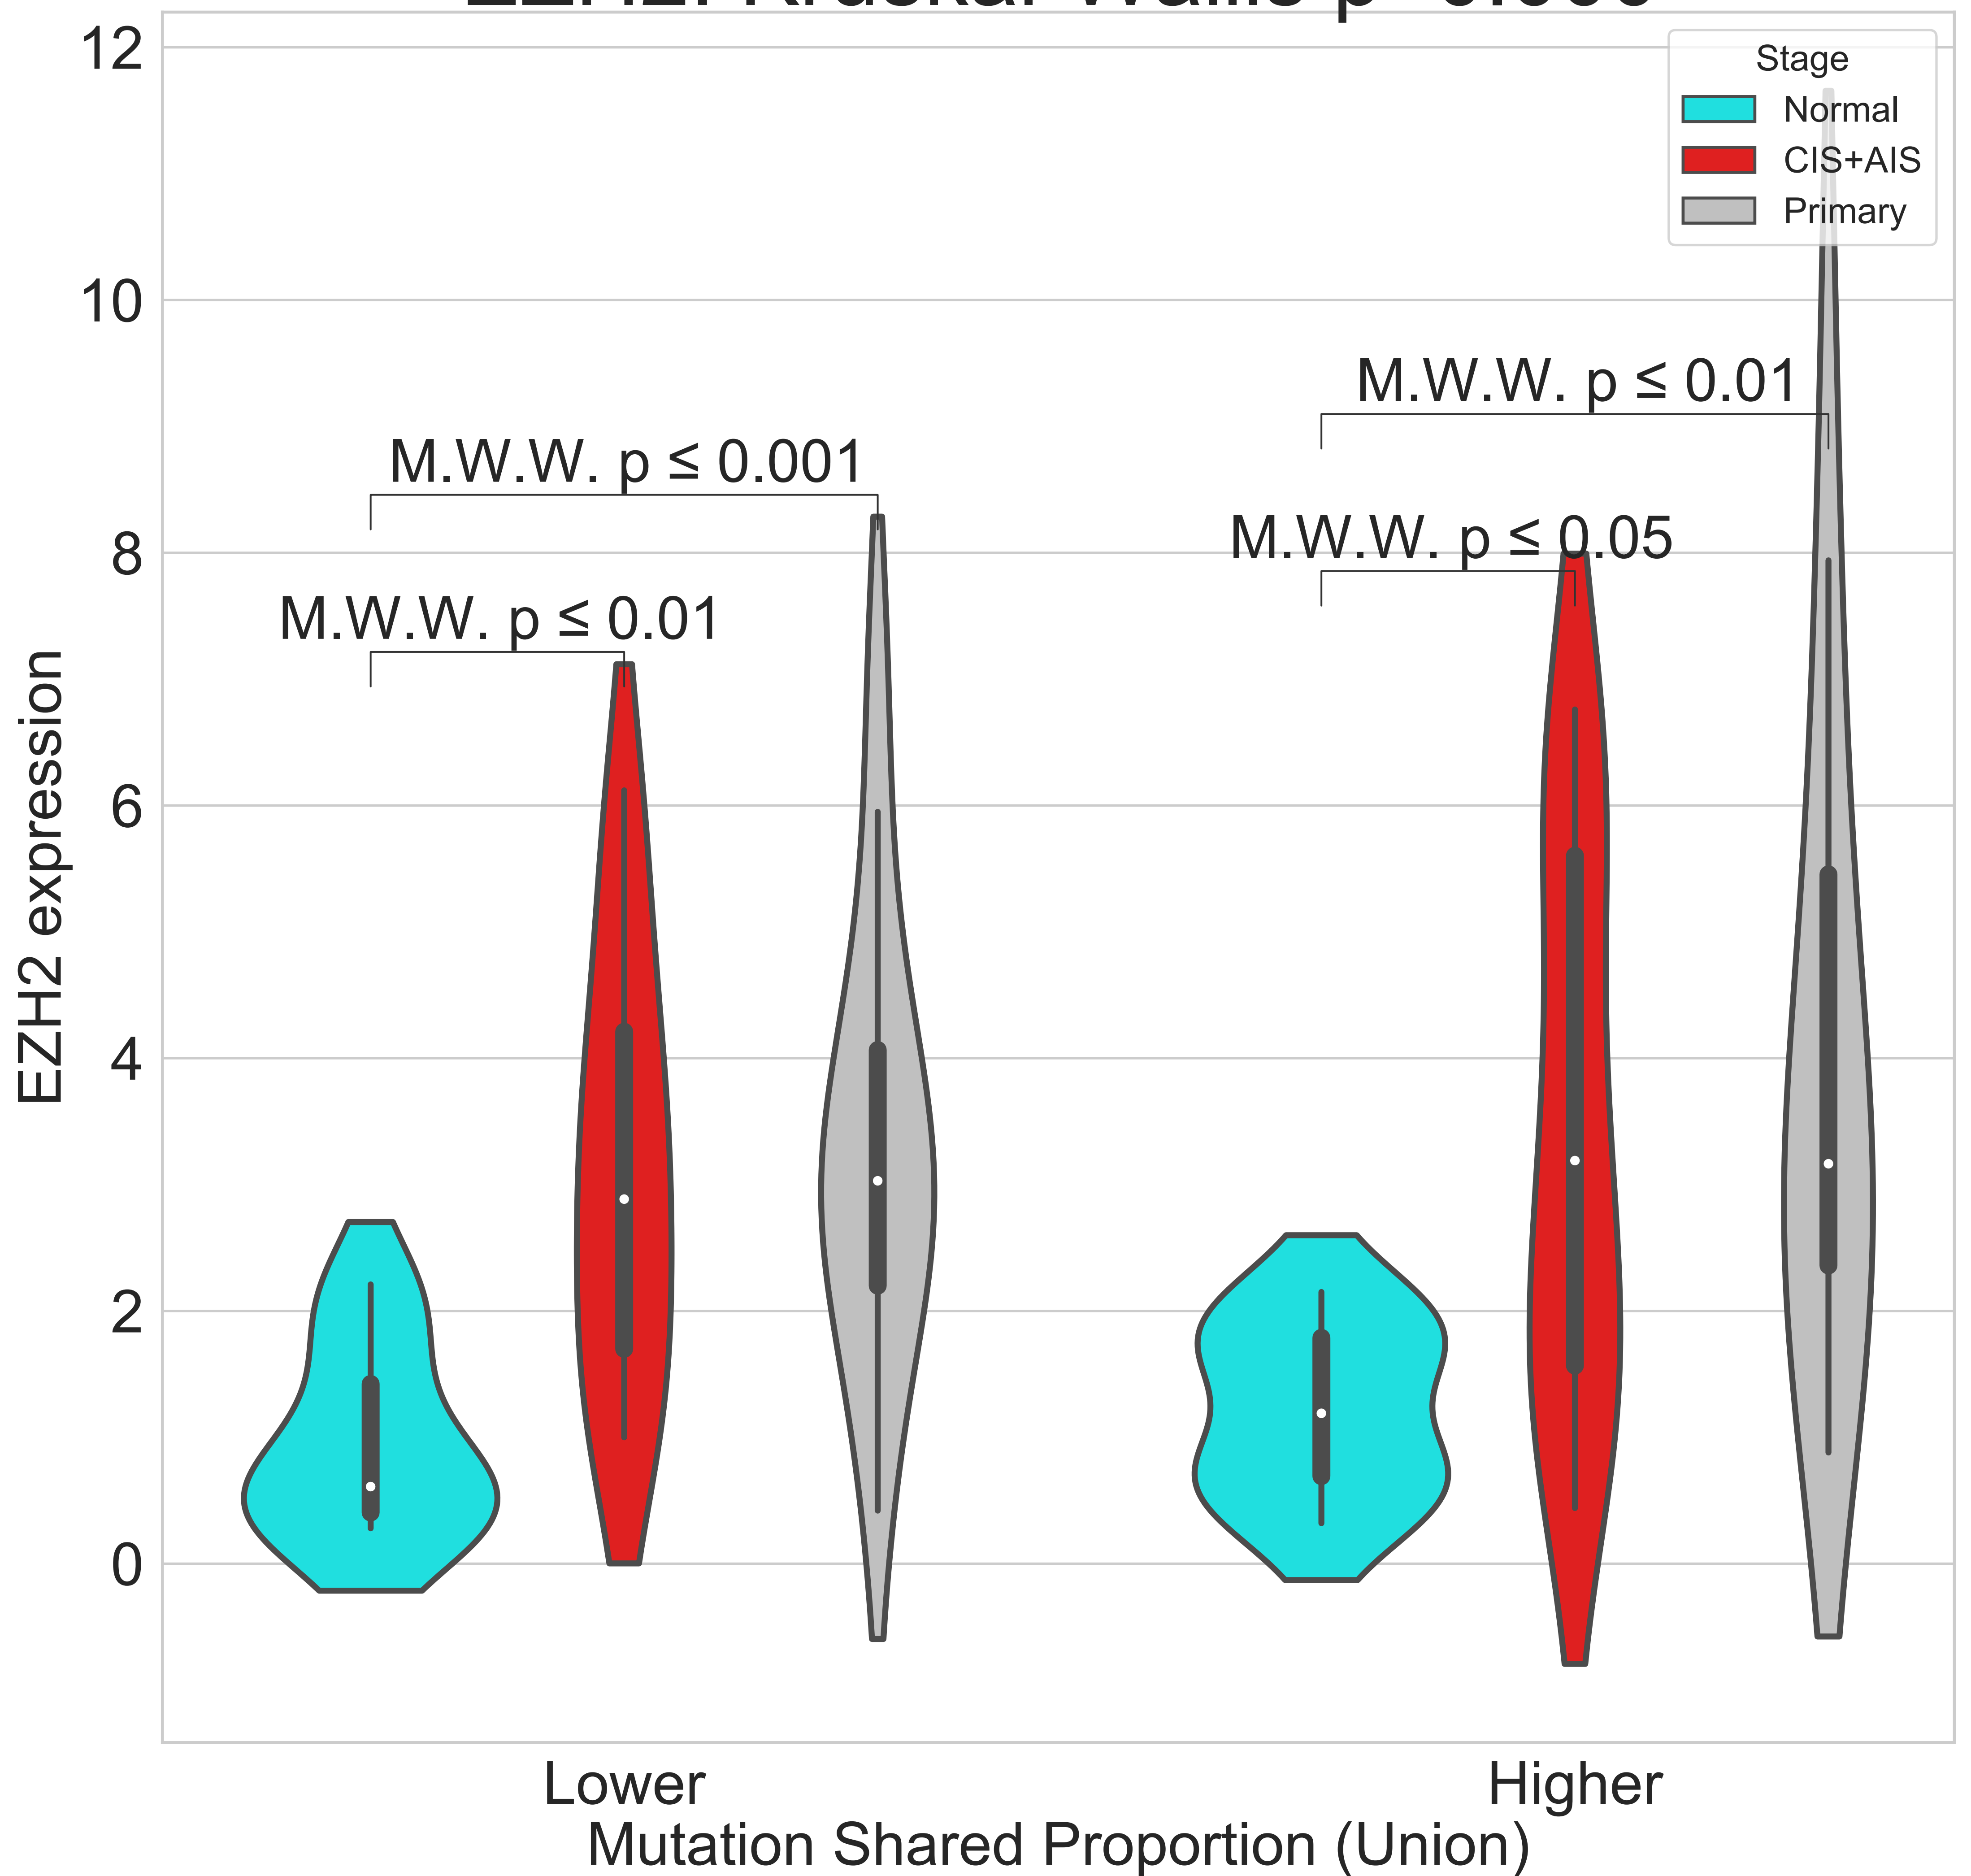 12
Stage
Normal
CIS+AIS
Primary
10
M.W.W. p ≤ 0.01
M.W.W. p ≤ 0.001
8
M.W.W. p ≤ 0.05
M.W.W. p ≤ 0.01
6
EZH2 expression
4
2
0
Lower
Higher
Mutation Shared Proportion (Union)